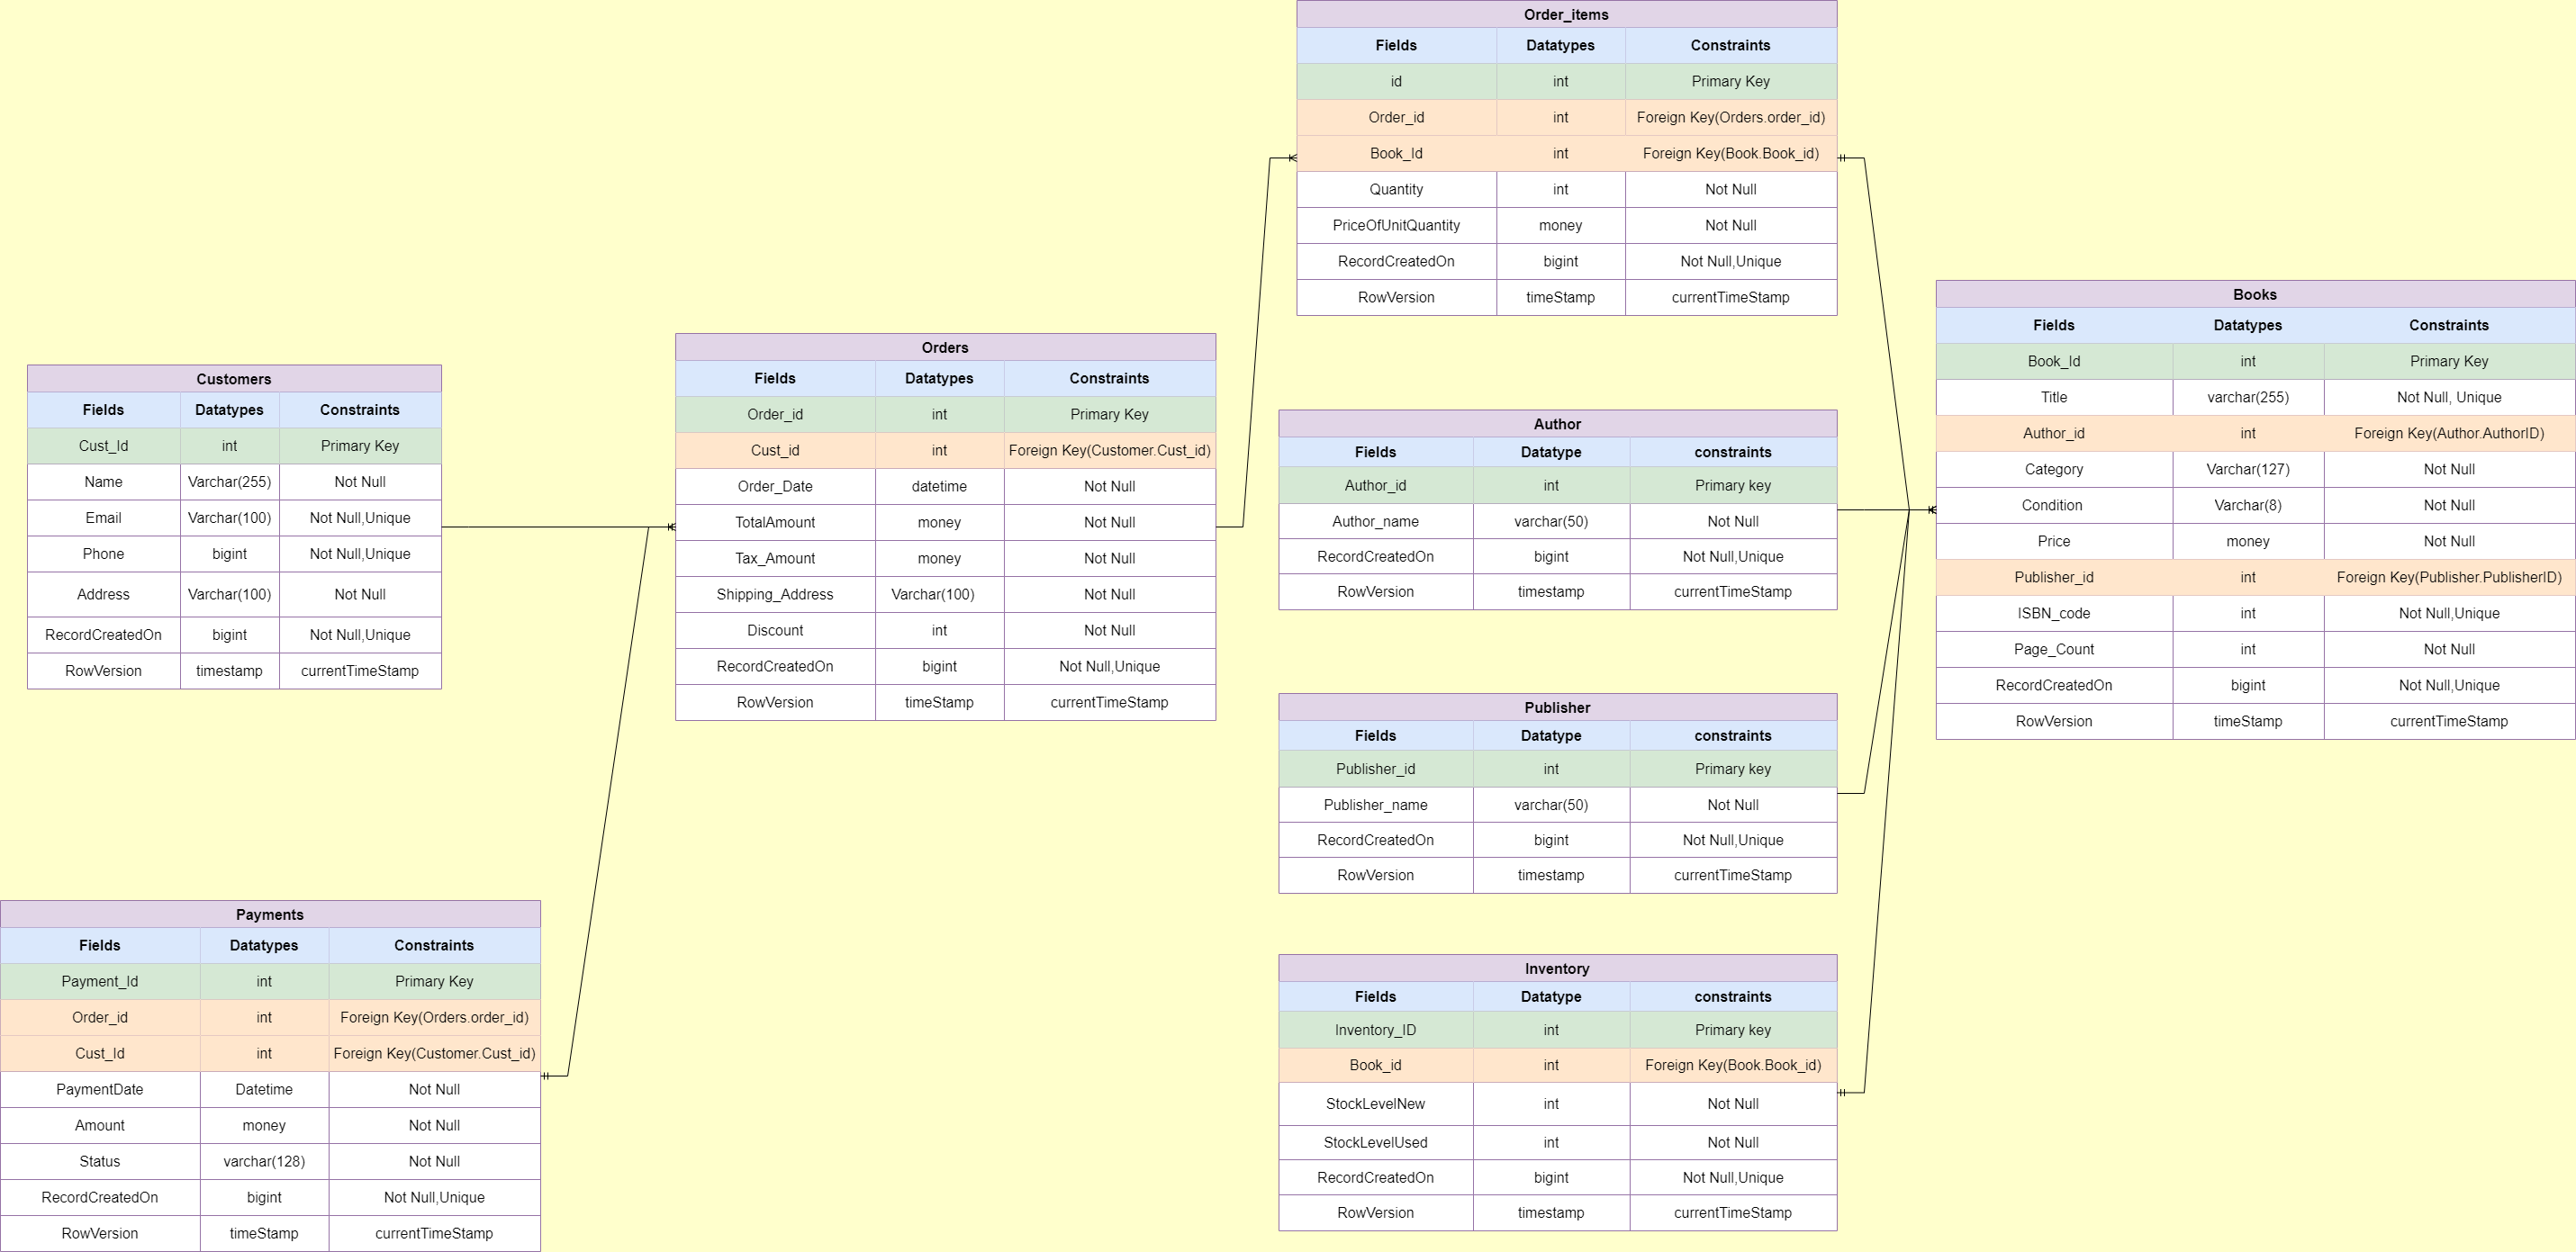 Order_items
Fields Datatypes Constraints
id int Primary Key
Order_id int Foreign Key(Orders.order_id)
Book_Id int Foreign Key(Book.Book_id)
Quantity int Not Null
PriceOfUnitQuantity money Not Null
RecordCreatedOn bigint Not Null,Unique
RowVersion timeStamp currentTimeStamp
Books
Fields Datatypes Constraints
Book_Id int Primary Key
Title varchar(255) Not Null, Unique
Author_id int Foreign Key(Author.AuthorID)
Category Varchar(127) Not Null
Condition Varchar(8) Not Null
Price money Not Null
Publisher_id int Foreign Key(Publisher.PublisherID)
ISBN_code int Not Null,Unique
Page_Count int Not Null
RecordCreatedOn bigint Not Null,Unique
RowVersion timeStamp currentTimeStamp
Orders
Fields Datatypes Constraints
Order_id int Primary Key
Cust_id int Foreign Key(Customer.Cust_id)
Order_Date datetime Not Null
TotalAmount money Not Null
Tax_Amount money Not Null
Shipping_Address Varchar(100) Not Null
Discount int Not Null
RecordCreatedOn bigint Not Null,Unique
RowVersion timeStamp currentTimeStamp
Customers
Fields Datatypes Constraints
Cust_Id int Primary Key
Name Varchar(255) Not Null
Email Varchar(100) Not Null,Unique
Phone bigint Not Null,Unique
Address Varchar(100) Not Null
RecordCreatedOn bigint Not Null,Unique
RowVersion timestamp currentTimeStamp
Author
Fields Datatype constraints
Author_id int Primary key
Author_name varchar(50) Not Null
RecordCreatedOn bigint Not Null,Unique
RowVersion timestamp currentTimeStamp
Publisher
Fields Datatype constraints
Publisher_id int Primary key
Publisher_name varchar(50) Not Null
RecordCreatedOn bigint Not Null,Unique
RowVersion timestamp currentTimeStamp
Payments
Fields Datatypes Constraints
Payment_Id int Primary Key
Order_id int Foreign Key(Orders.order_id)
Cust_Id int Foreign Key(Customer.Cust_id)
PaymentDate Datetime Not Null
Amount money Not Null
Status varchar(128) Not Null
RecordCreatedOn bigint Not Null,Unique
RowVersion timeStamp currentTimeStamp
Inventory
Fields Datatype constraints
Inventory_ID int Primary key
Book_id int Foreign Key(Book.Book_id)
StockLevelNew int Not Null
StockLevelUsed int Not Null
RecordCreatedOn bigint Not Null,Unique
RowVersion timestamp currentTimeStamp